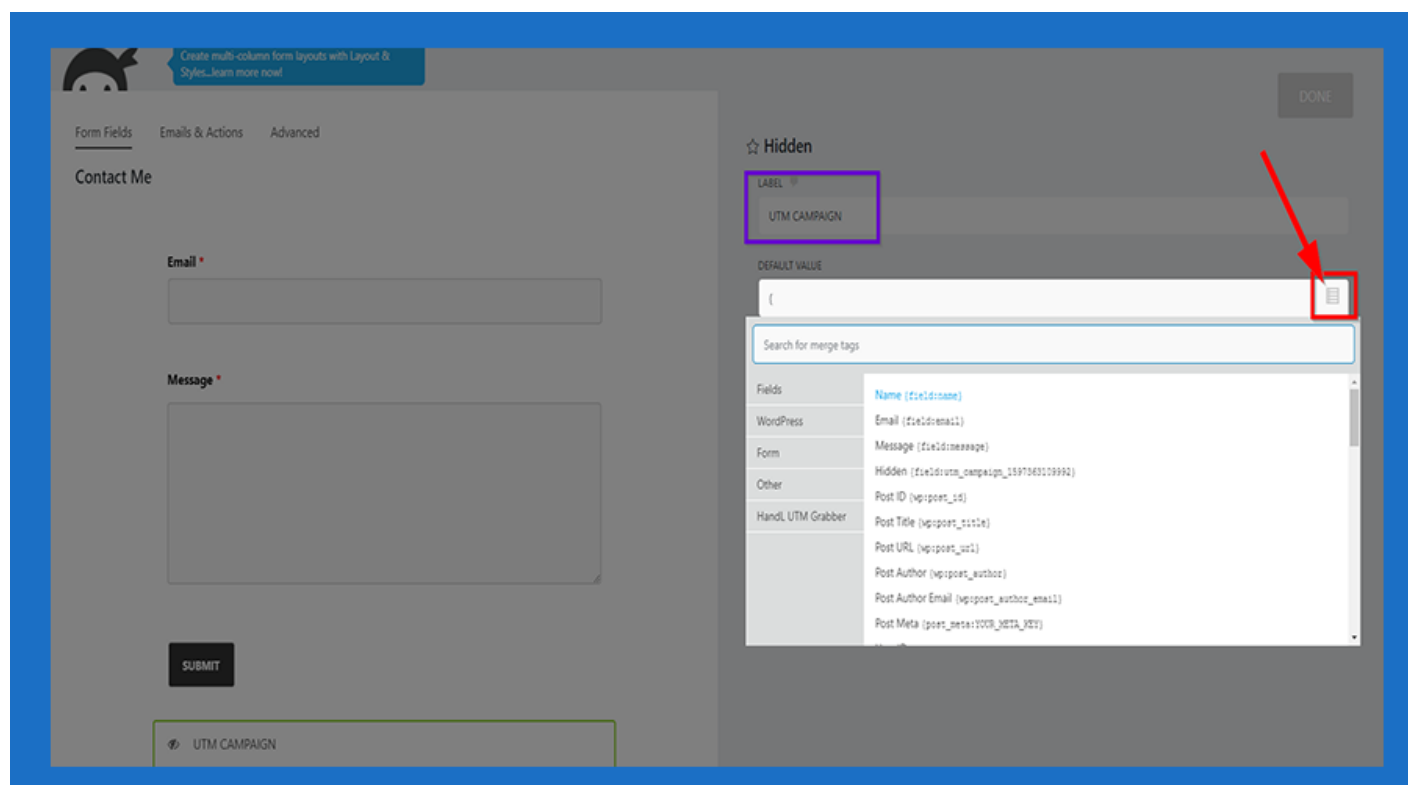 Create multi-column form layouts with Layout &
Styles...learn more now!
DONE
Form Fields
Emails & Actions
Advanced
Contact Me
Email *
Message *
SUBMIT
UTM CAMPAIGN
☆ Hidden
LABEL
UTM CAMPAIGN
DEFAULT VALUE
{
Search for merge tags
Fields
WordPress
Form
Other
HandL UTM Grabber
Name {field:name}
Email {field:email}
Message {field:message}
Hidden {field:utm_campaign_1597363109992}
Post ID {wp:post_id}
Post Title {wp:post_title}
Post URL {wp:post_url}
Post Author {wp:post_author}
Post Author Email {wp:post_author_email}
Post Meta {post_meta:YOUR_META_KEY}